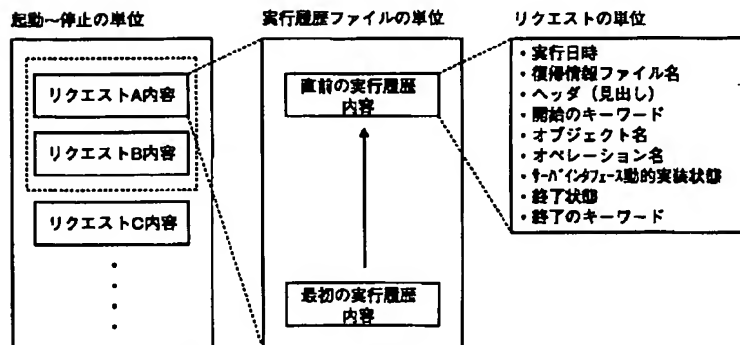 起動～停止の単位
リクエストA内容
リクエストB内容
リクエストC内容
実行履歴ファイルの単位
直前の実行履歴
内容
最初の実行履歴
内容
リクエストの単位
・実行日時
・復帰情報ファイル名
・ヘッダ（見出し）
・開始のキーワード
・オブジェクト名
・オペレーション名
・ｻｰﾊﾞｲﾝﾀﾌｪｰｽ動的実装状態
・終了状態
・終了のキーワード